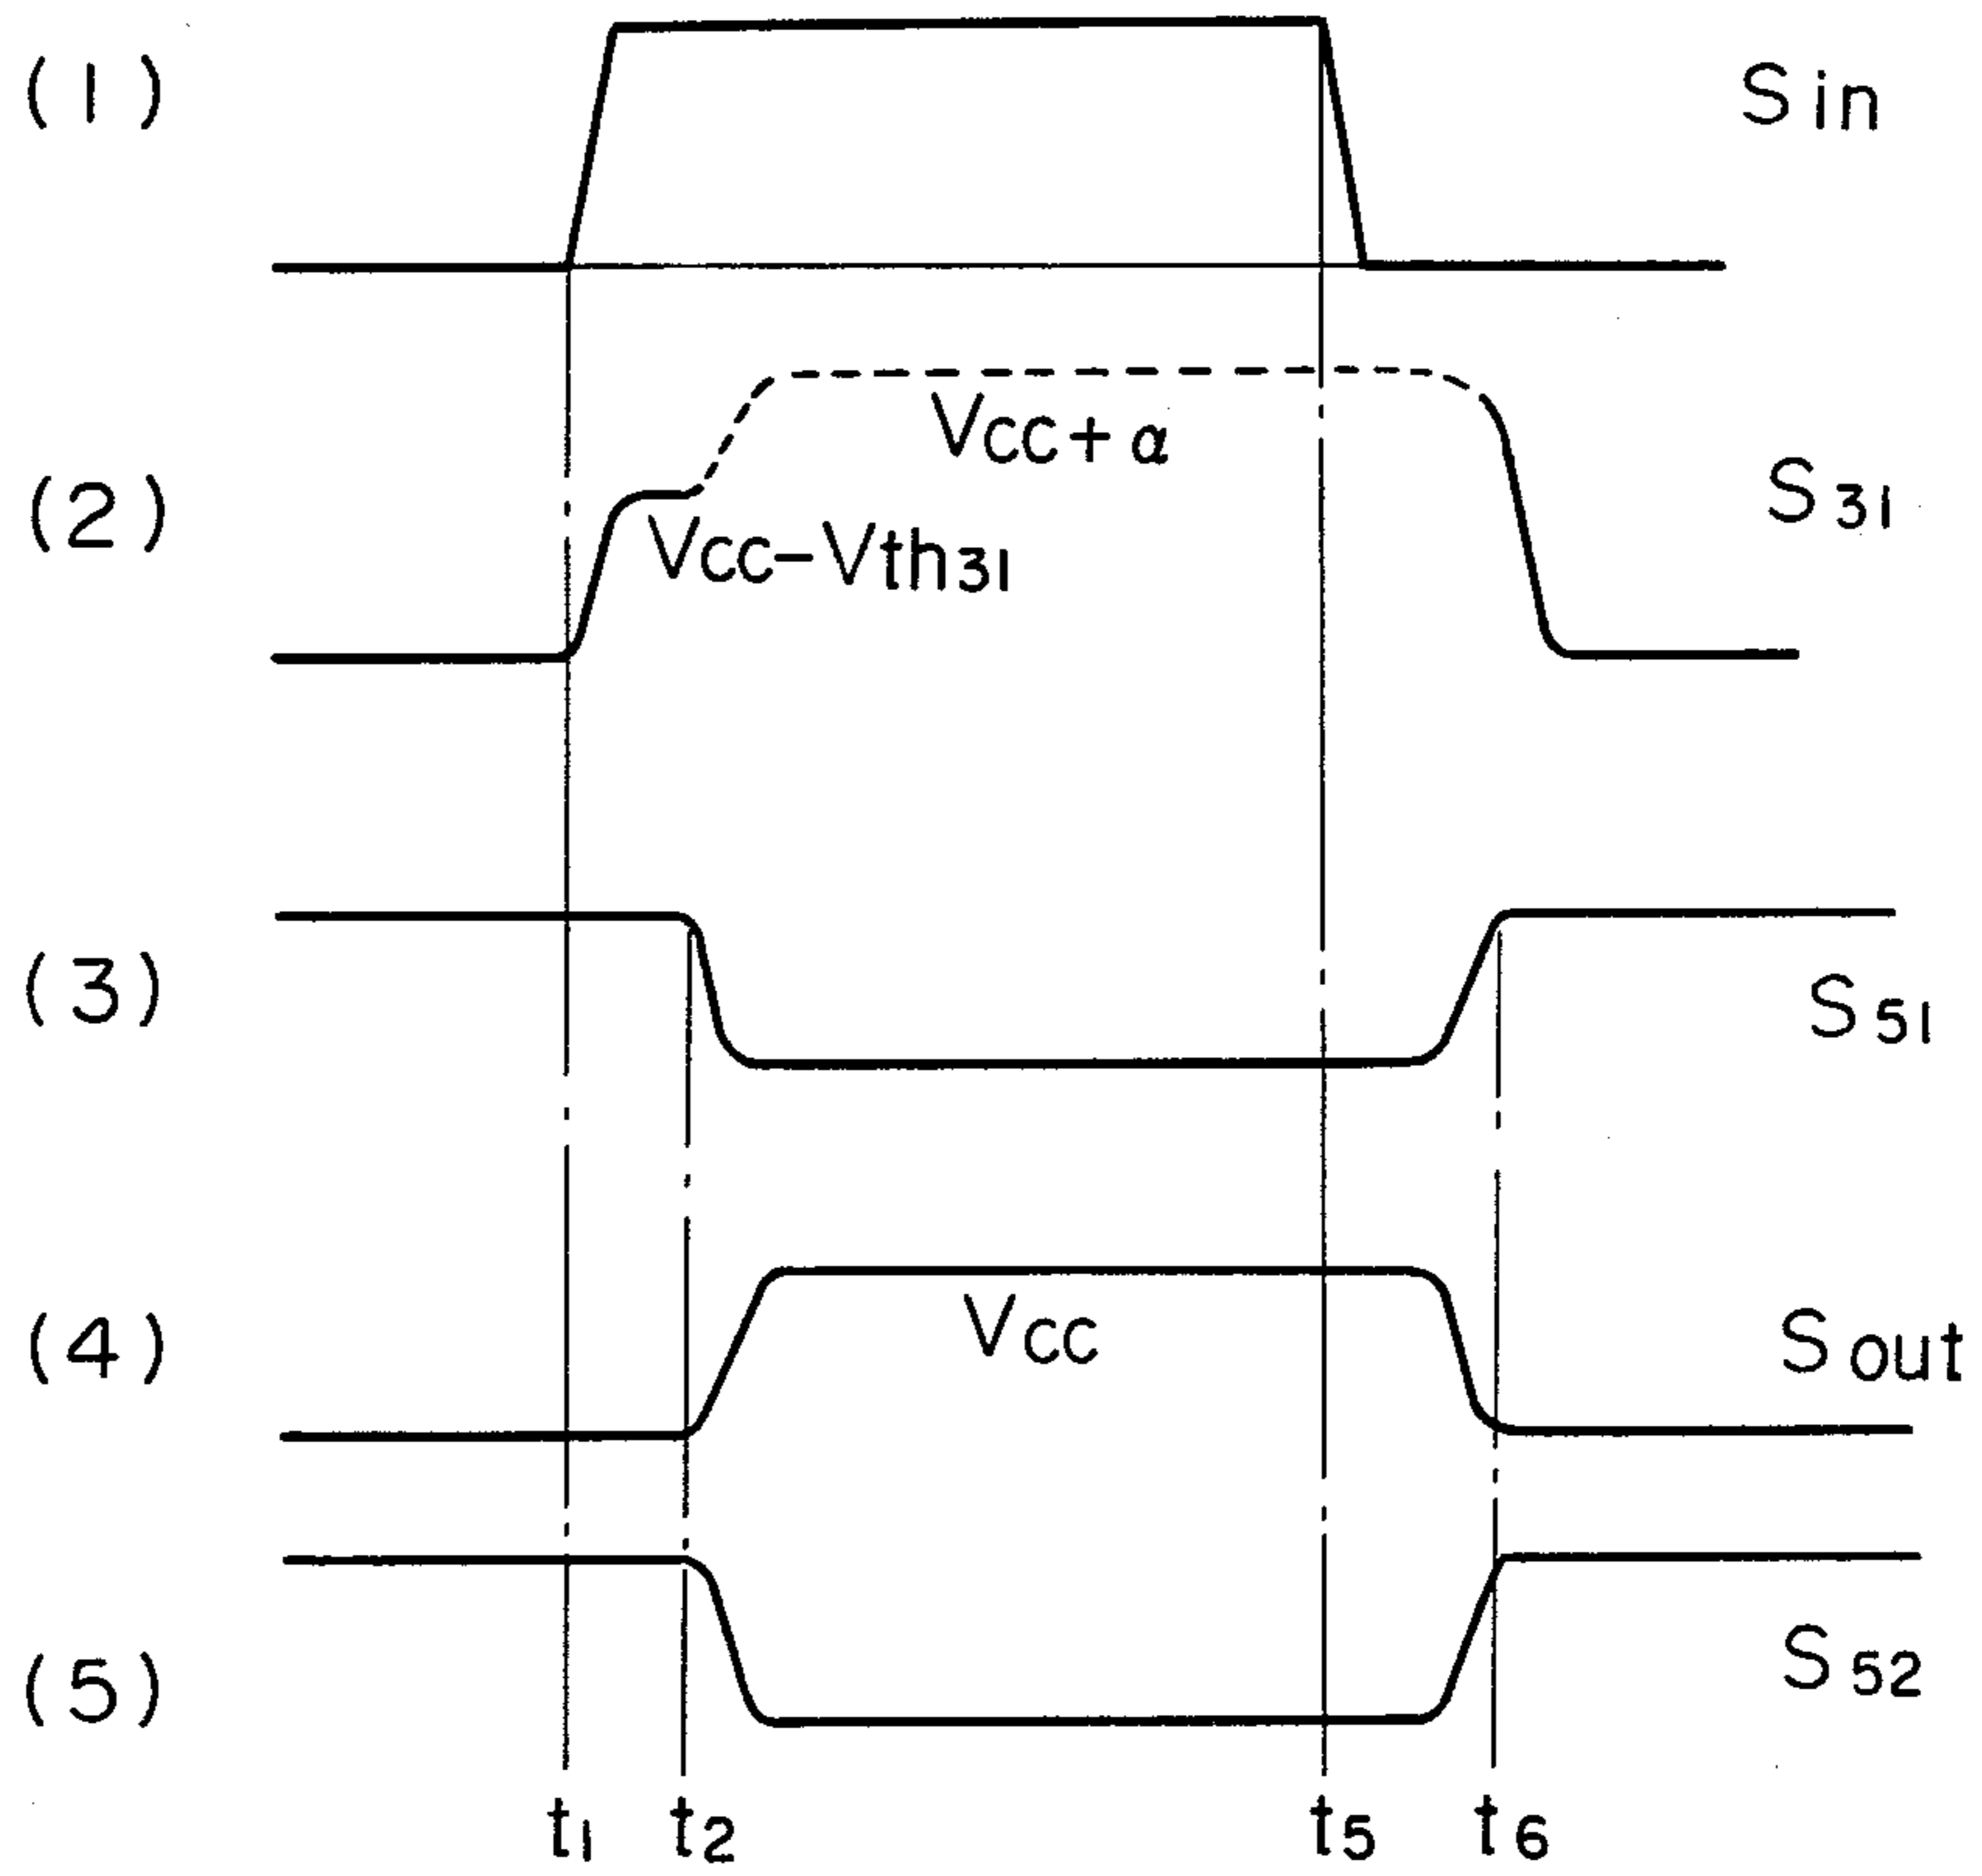 (1) Sin
Vcc+α
(2) S31
Vcc-Vth31
(3) S51
(4) Vcc Sout
(5) S52
t1 t2 t5 t6